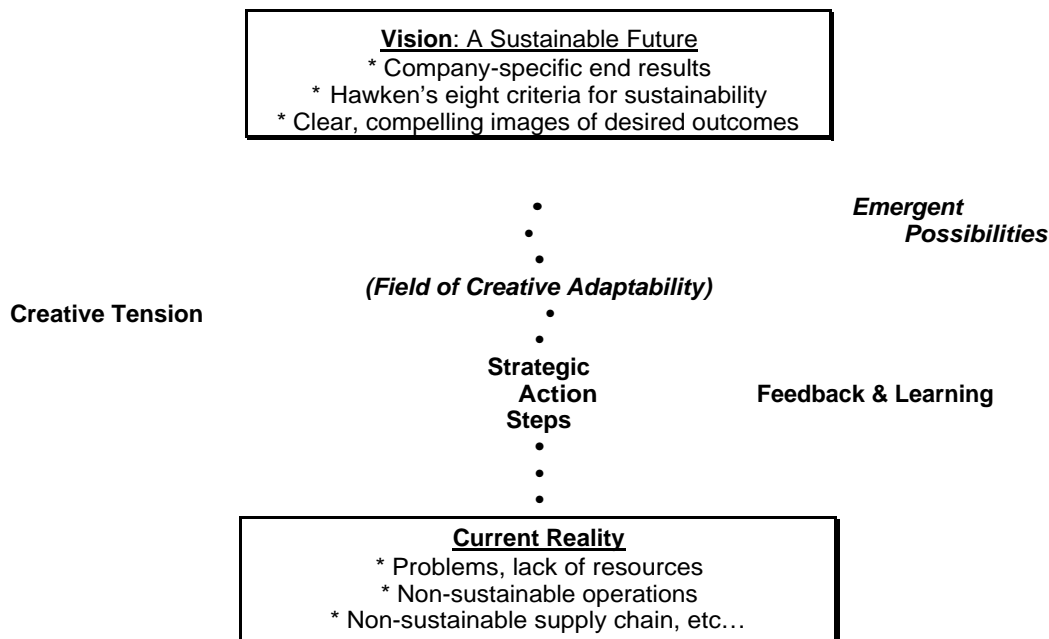 Vision: A Sustainable Future
* Company-specific end results
* Hawken's eight criteria for sustainability
* Clear, compelling images of desired outcomes
Emergent
Possibilities
(Field of Creative Adaptability)
Creative Tension
Strategic
Action
Feedback & Learning
Steps
Current Reality
* Problems, lack of resources
* Non-sustainable operations
* Non-sustainable supply chain, etc…